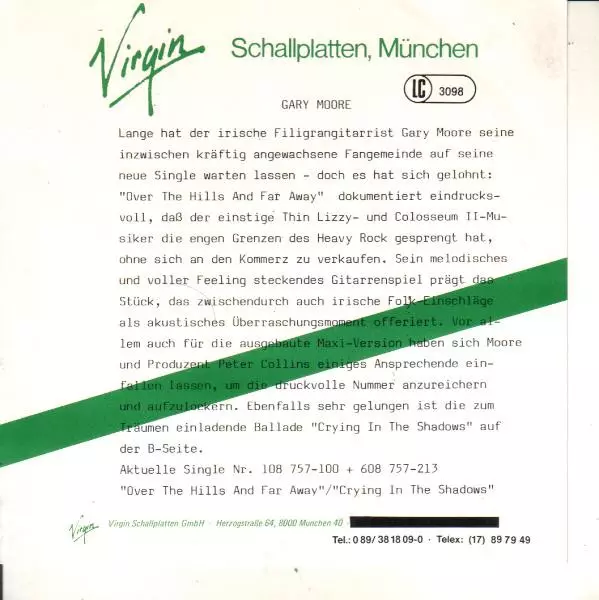 Virgin Schallplatten, München
LC 3098
GARY MOORE
Lange hat der irische Filigrangitarrist Gary Moore seine
inzwischen kräftig angewachsene Fangemeinde auf seine
neue Single warten lassen - doch es hat sich gelohnt:
"Over The Hills And Far Away" dokumentiert eindrucks-
voll, daß der einstige Thin Lizzy- und Colosseum II-Mu-
siker die engen Grenzen des Heavy Rock gesprengt hat,
ohne sich an den Kommerz zu verkaufen. Sein melodisches
und voller Feeling steckendes Gitarrenspiel prägt das
Stück, das zwischendurch auch irische Folk-Einschläge
als akustisches Überraschungsmoment offeriert. Vor al-
lem auch für die ausgebaute Maxi-Version haben sich Moore
und Produzent Peter Collins einiges Ansprechende ein-
fallen lassen, um die druckvolle Nummer anzureichern
und aufzulockern. Ebenfalls sehr gelungen ist die zum
Träumen einladende Ballade "Crying In The Shadows" auf
der B-Seite.
Aktuelle Single Nr. 108 757-100 + 608 757-213
"Over The Hills And Far Away"/"Crying In The Shadows"
Virgin Virgin Schallplatten GmbH · Herzogstraße 64, 8000 München 40 ·
Tel.: 0 89/ 38 18 09-0 · Telex: (17) 89 79 49